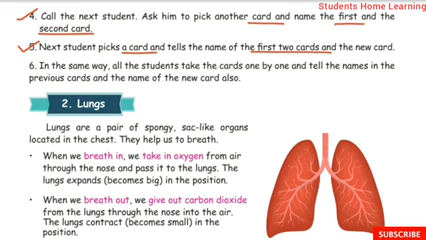 Students Home Learning
4. Call the next student. Ask him to pick another card and name the first and the
second card.
5. Next student picks a card and tells the name of the first two cards and the new card.
6. In the same way, all the students take the cards one by one and tell the names in
the previous cards and the name of the new card also.
2. Lungs
Lungs are a pair of spongy, sac-like organs
located in the chest. They help us to breath.
• When we breath in, we take in oxygen from air
through the nose and pass it to the lungs. The
lungs expands (becomes big) in the position.
• When we breath out, we give out carbon dioxide
from the lungs through the nose into the air.
The lungs contract (becomes small) in the
position.
SUBSCRIBE